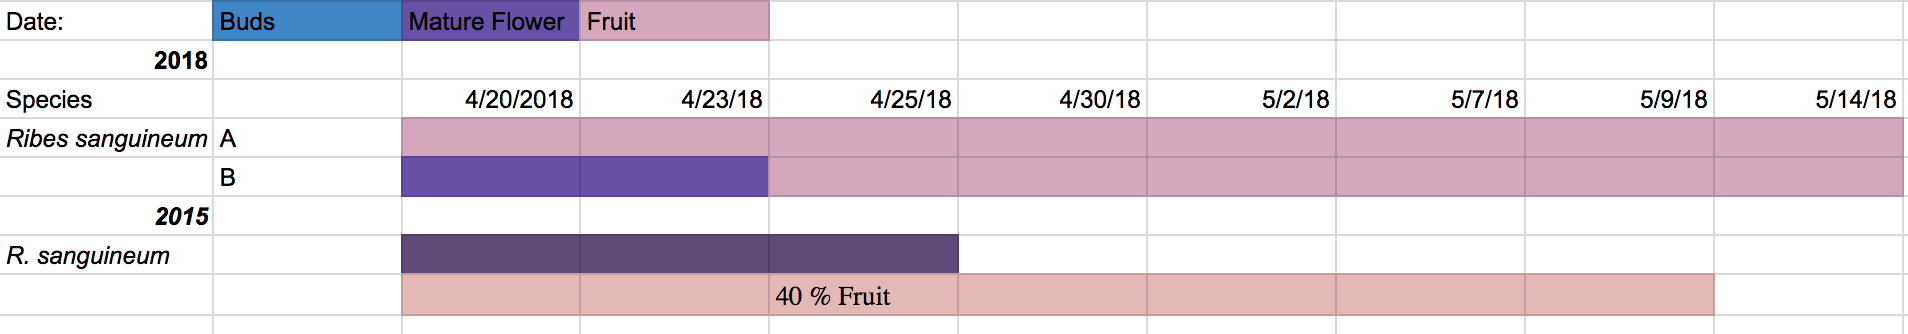 Date: Buds Mature Flower Fruit
2018
Species 4/20/2018 4/23/18 4/25/18 4/30/18 5/2/18 5/7/18 5/9/18 5/14/18
Ribes sanguineum A
B
2015
R. sanguineum
40 % Fruit